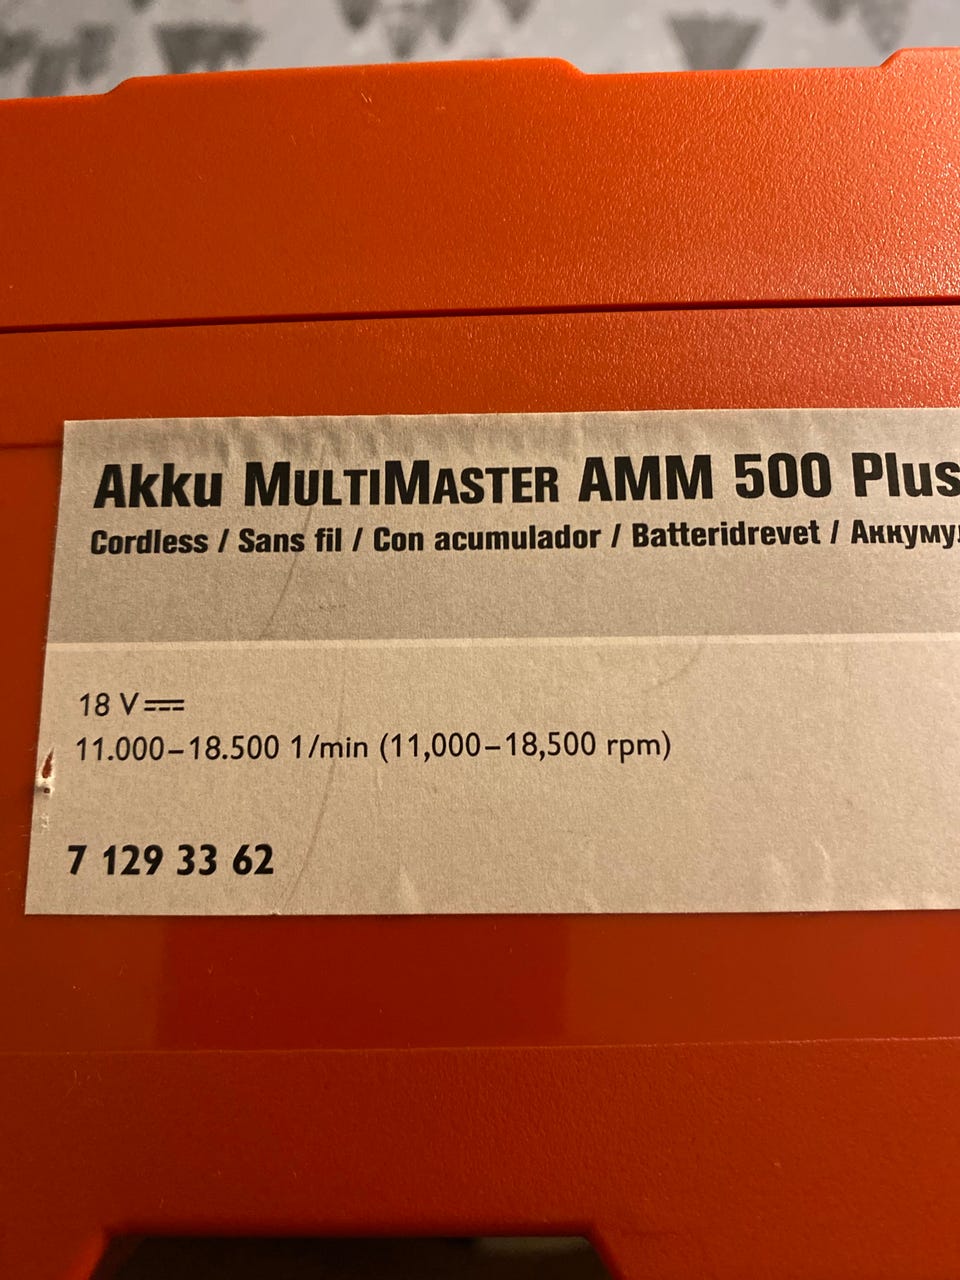 Akku MULTIMASTER AMM 500 Plus
Cordless / Sans fil / Con acumulador / Batteridrevet /
18 V⎓
11.000–18.500 1/min (11,000–18,500 rpm)
7 129 33 62